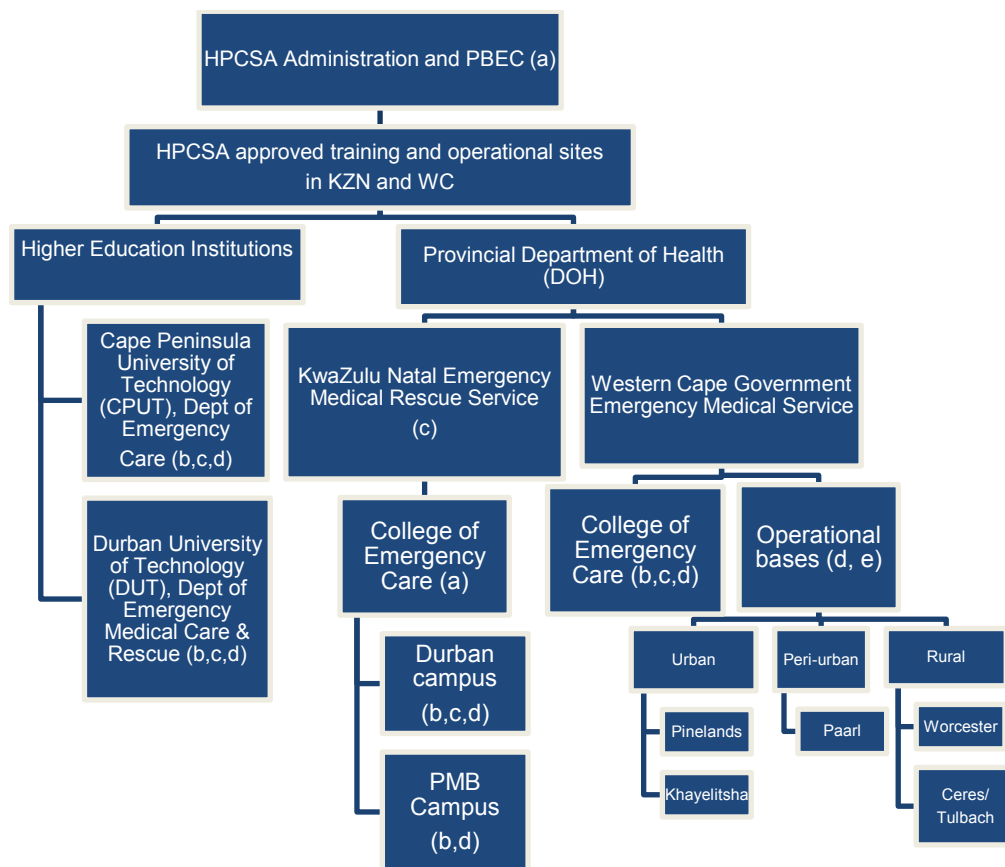 HPCSA Administration and PBEC (a)
HPCSA approved training and operational sites
in KZN and WC
Higher Education Institutions
Provincial Department of Health
(DOH)
Cape Peninsula
University of
Technology
(CPUT), Dept of
Emergency
Care (b,c,d)
Durban University
of Technology
(DUT), Dept of
Emergency
Medical Care &
Rescue (b,c,d)
KwaZulu Natal Emergency
Medical Rescue Service
(c)
College of
Emergency
Care (a)
Durban
campus
(b,c,d)
PMB
Campus
(b,d)
Western Cape Government
Emergency Medical Service
College of
Emergency
Care (b,c,d)
Operational
bases (d, e)
Urban
Pinelands
Khayelitsha
Peri-urban
Paarl
Rural
Worcester
Ceres/
Tulbach